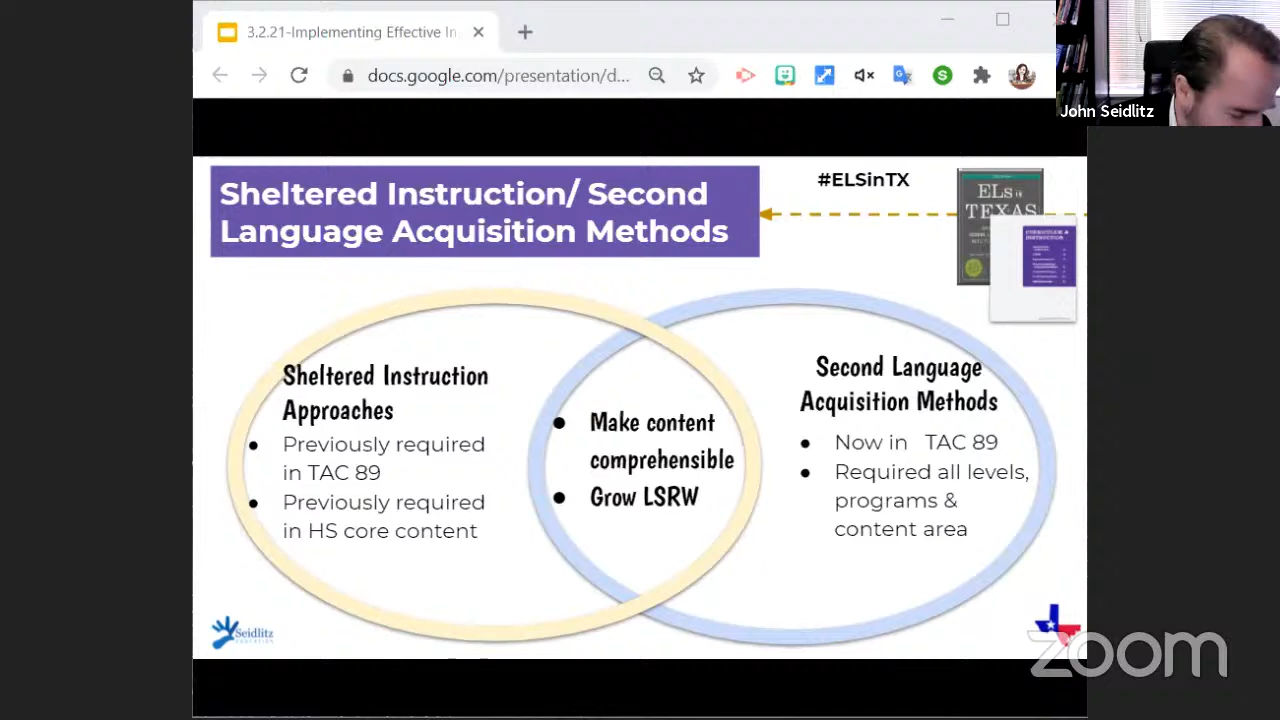 3.2.21-Implementing Effective In
docs.google.com/presentation/d...
John Seidlitz
Sheltered Instruction/ Second
Language Acquisition Methods
#ELSinTX
ELs in
TEXAS
CURRICULUM &
INSTRUCTION
Sheltered Instruction
Approaches
• Previously required
in TAC 89
• Previously required
in HS core content
• Make content
comprehensible
• Grow LSRW
Second Language
Acquisition Methods
• Now in TAC 89
• Required all levels,
programs &
content area
Seidlitz
EDUCATION
zoom